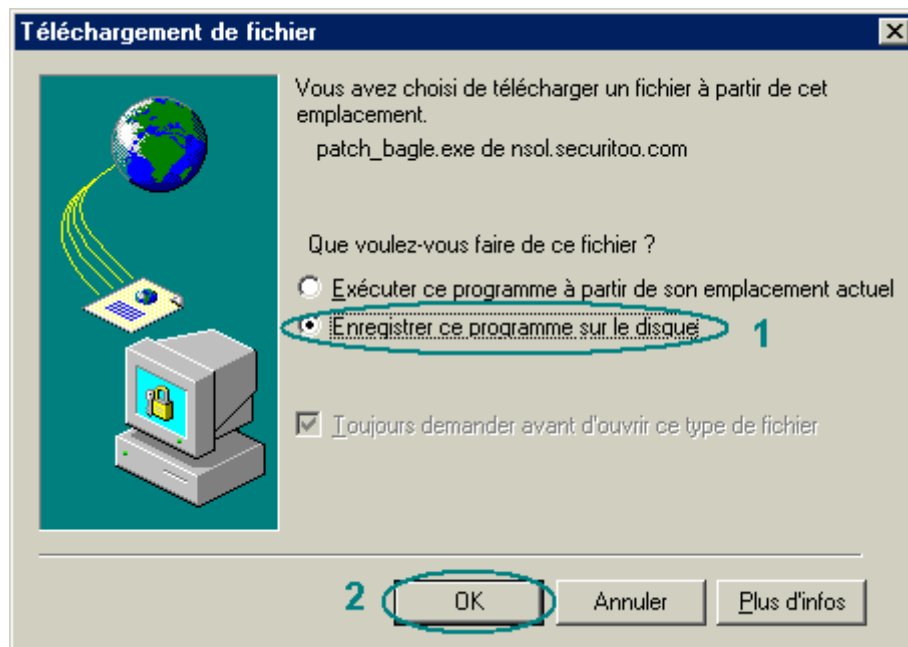 Téléchargement de fichier
Vous avez choisi de télécharger un fichier à partir de cet
emplacement.
patch_bagle.exe de nsol.securitoo.com
Que voulez-vous faire de ce fichier ?
Exécuter ce programme à partir de son emplacement actuel
Enregistrer ce programme sur le disque 1
Toujours demander avant d'ouvrir ce type de fichier
2 OK Annuler Plus d'infos